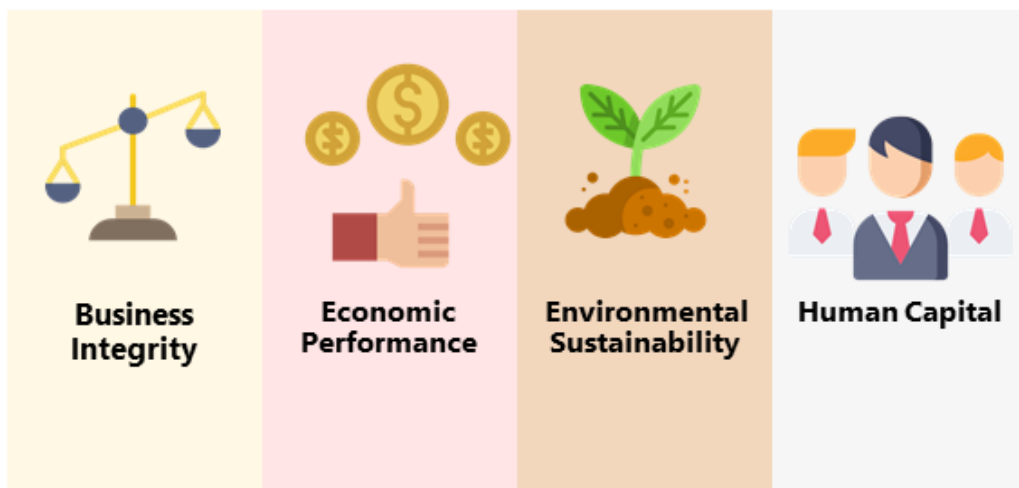 Business
Integrity
Economic
Performance
Environmental
Sustainability
Human Capital